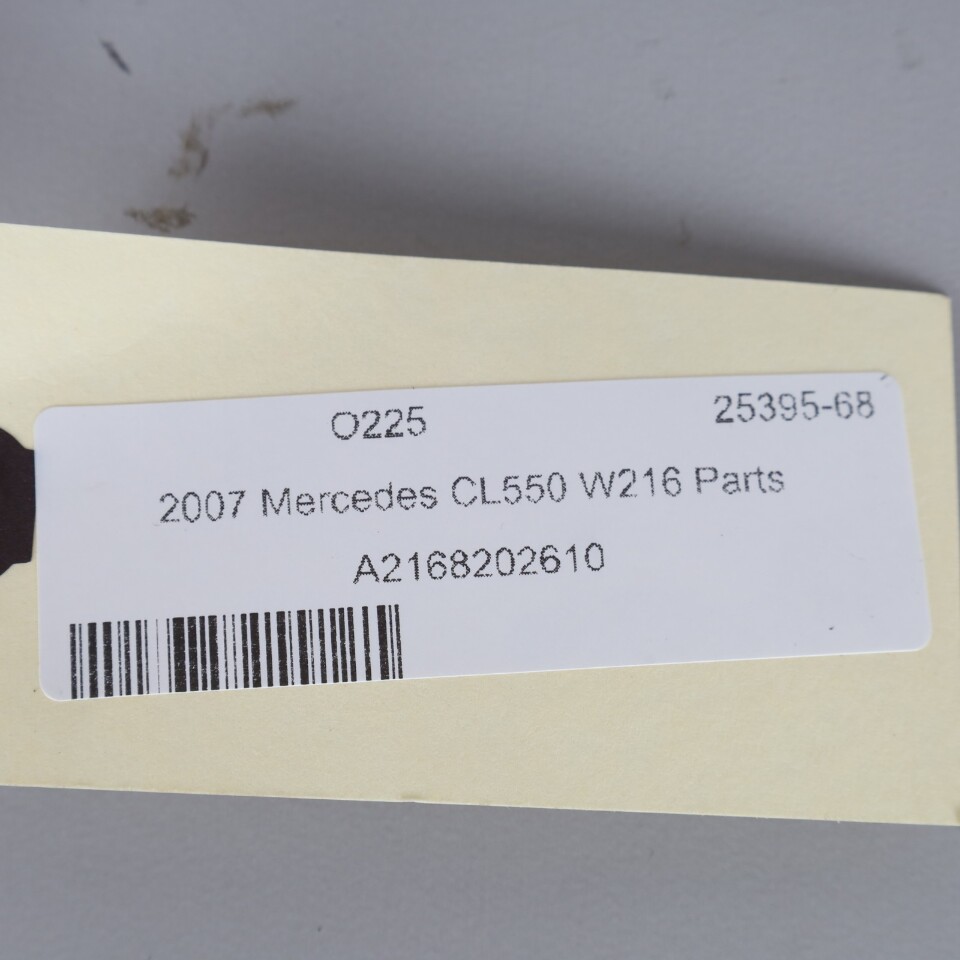 O225 25395-68
2007 Mercedes CL550 W216 Parts
A2168202610